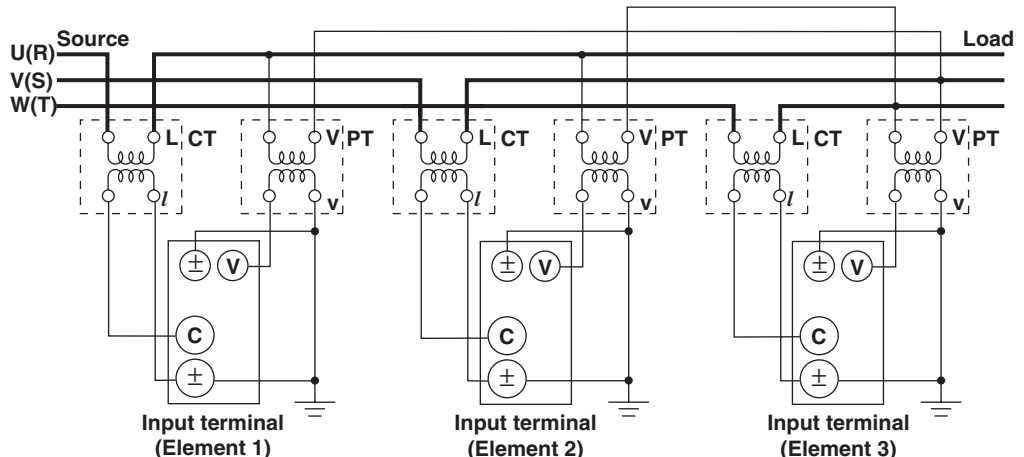 Source
Load
U(R)
V(S)
W(T)
L CT
V PT
L CT
V PT
L CT
V PT
l
v
l
v
l
v
± V
± V
± V
C
C
C
±
±
±
Input terminal
(Element 1)
Input terminal
(Element 2)
Input terminal
(Element 3)